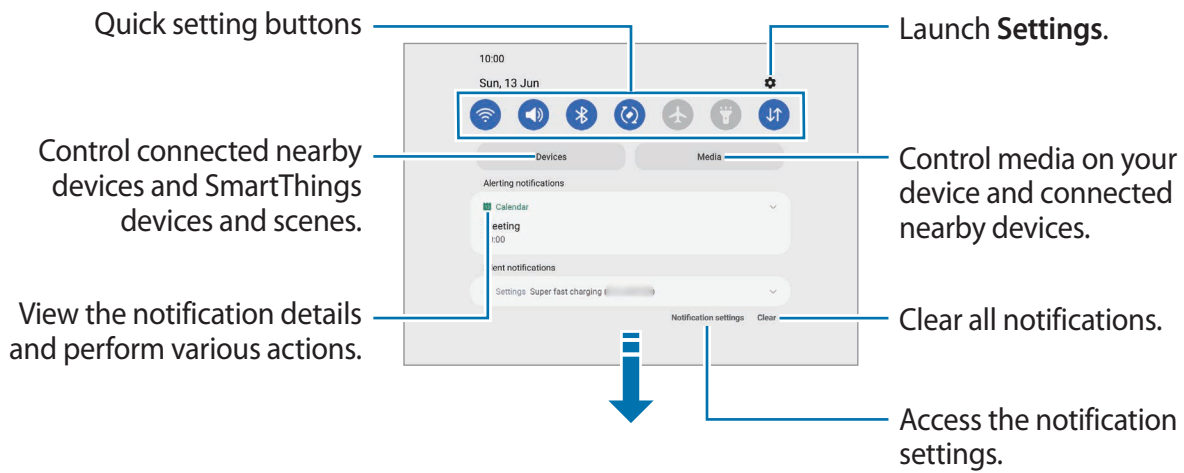 Quick setting buttons
Launch Settings.
10:00
Sun, 13 Jun
Control connected nearby
devices and SmartThings
devices and scenes.
Devices
Media
Control media on your
device and connected
nearby devices.
Alerting notifications
Calendar
eeting
:00
ent notifications
Settings Super fast charging
View the notification details
and perform various actions.
Notification settings Clear
Clear all notifications.
Access the notification
settings.